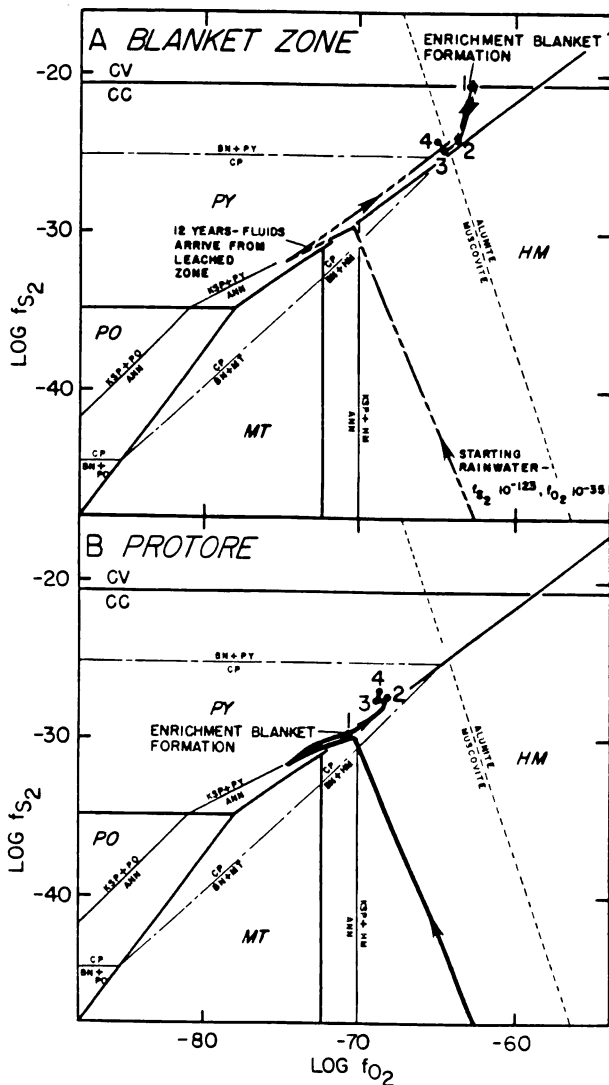 A BLANKET ZONE
ENRICHMENT BLANKET
FORMATION
-20
CV
CC
1
2
3
4
BN+PY
CP
PY
12 YEARS-FLUIDS
ARRIVE FROM
LEACHED
ZONE
-30
KSP+PY
ANN
CP
BN+HM
ALUNITE
MUSCOVITE
HM
LOG fS2
PO
KSP+PO
ANN
CP
BN+MT
-40
MT
KSP+HM
ANN
CP
BN+PO
STARTING
RAINWATER-
fS2 10-123, fO2 10-35
B PROTORE
-20
CV
CC
BN+PY
CP
4
3
2
PY
1
ENRICHMENT BLANKET
FORMATION
-30
KSP+PY
ANN
CP
BN+HM
ALUNITE
MUSCOVITE
HM
LOG fS2
PO
KSP+PO
ANN
CP
BN+MT
-40
MT
KSP+HM
ANN
CP
BN+PO
-80
-70
-60
LOG fO2